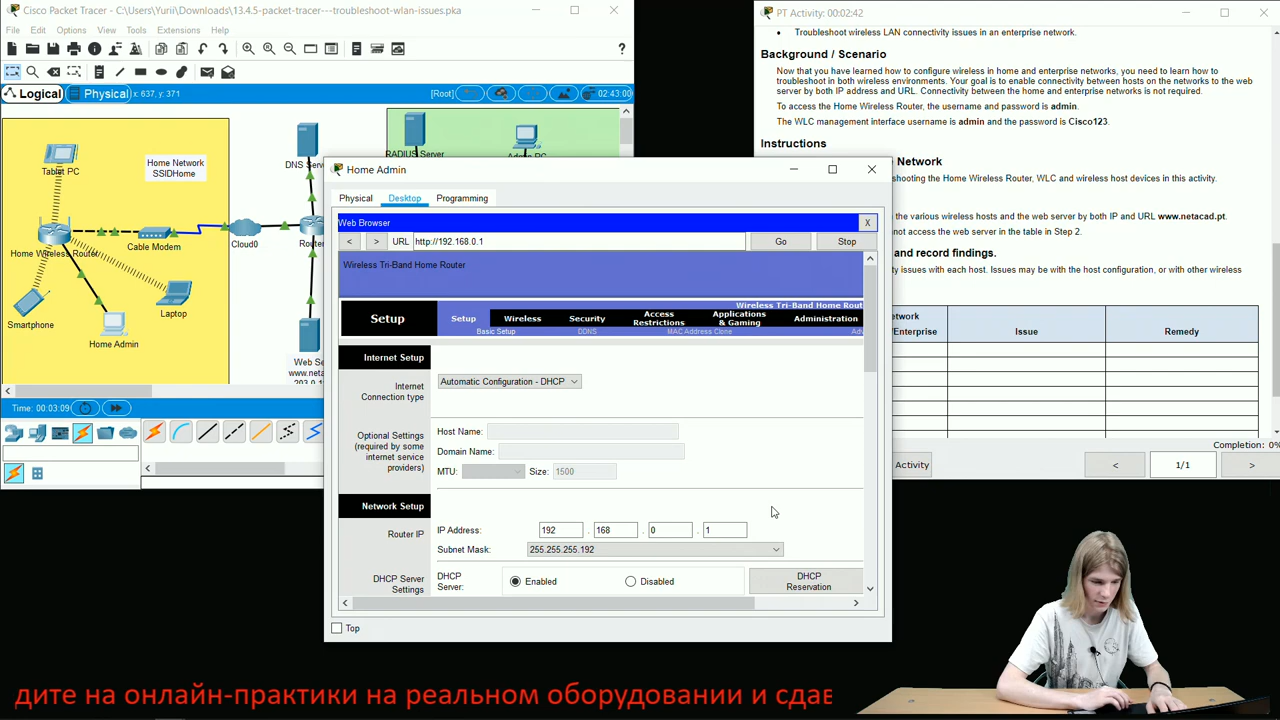 Cisco Packet Tracer - C:\Users\Yurii\Downloads\13.4.5-packet-tracer---troubleshoot-wlan-issues.pka
File Edit Options View Tools Extensions Help
Logical Physical x: 637, y: 371 [Root] 02:43:00
Tablet PC
Home Network
SSIDHome
DNS Ser
RADIUS Server
Admin PC
Home Wireless Router
Cable Modem
Cloud0
Router
Smartphone
Laptop
Home Admin
Web Se
www.neta
203.0.1
Time: 00:03:09
Home Admin
Physical Desktop Programming
Web Browser X
< > URL http://192.168.0.1 Go Stop
Wireless Tri-Band Home Router
Wireless Tri-Band Home Rout
Setup Setup Wireless Security Access Restrictions Applications & Gaming Administration
Basic Setup DDNS MAC Address Clone Adv
Internet Setup
Internet Connection type Automatic Configuration - DHCP
Optional Settings (required by some internet service providers)
Host Name:
Domain Name:
MTU: Size: 1500
Network Setup
Router IP IP Address: 192 . 168 . 0 . 1
Subnet Mask: 255.255.255.192
DHCP Server Settings DHCP Server: Enabled Disabled DHCP Reservation
Top
PT Activity: 00:02:42
• Troubleshoot wireless LAN connectivity issues in an enterprise network.
Background / Scenario
Now that you have learned how to configure wireless in home and enterprise networks, you need to learn how to
troubleshoot in both wireless environments. Your goal is to enable connectivity between hosts on the networks to the web
server by both IP address and URL. Connectivity between the home and enterprise networks is not required.
To access the Home Wireless Router, the username and password is admin.
The WLC management interface username is admin and the password is Cisco123.
Instructions
Network
shooting the Home Wireless Router, WLC and wireless host devices in this activity.
the various wireless hosts and the web server by both IP and URL www.netacad.pt.
not access the web server in the table in Step 2.
and record findings.
y issues with each host. Issues may be with the host configuration, or with other wireless
etwork
/Enterprise Issue Remedy
Completion: 0%
Activity < 1/1 >
дите на онлайн-практики на реальном оборудовании и сдав